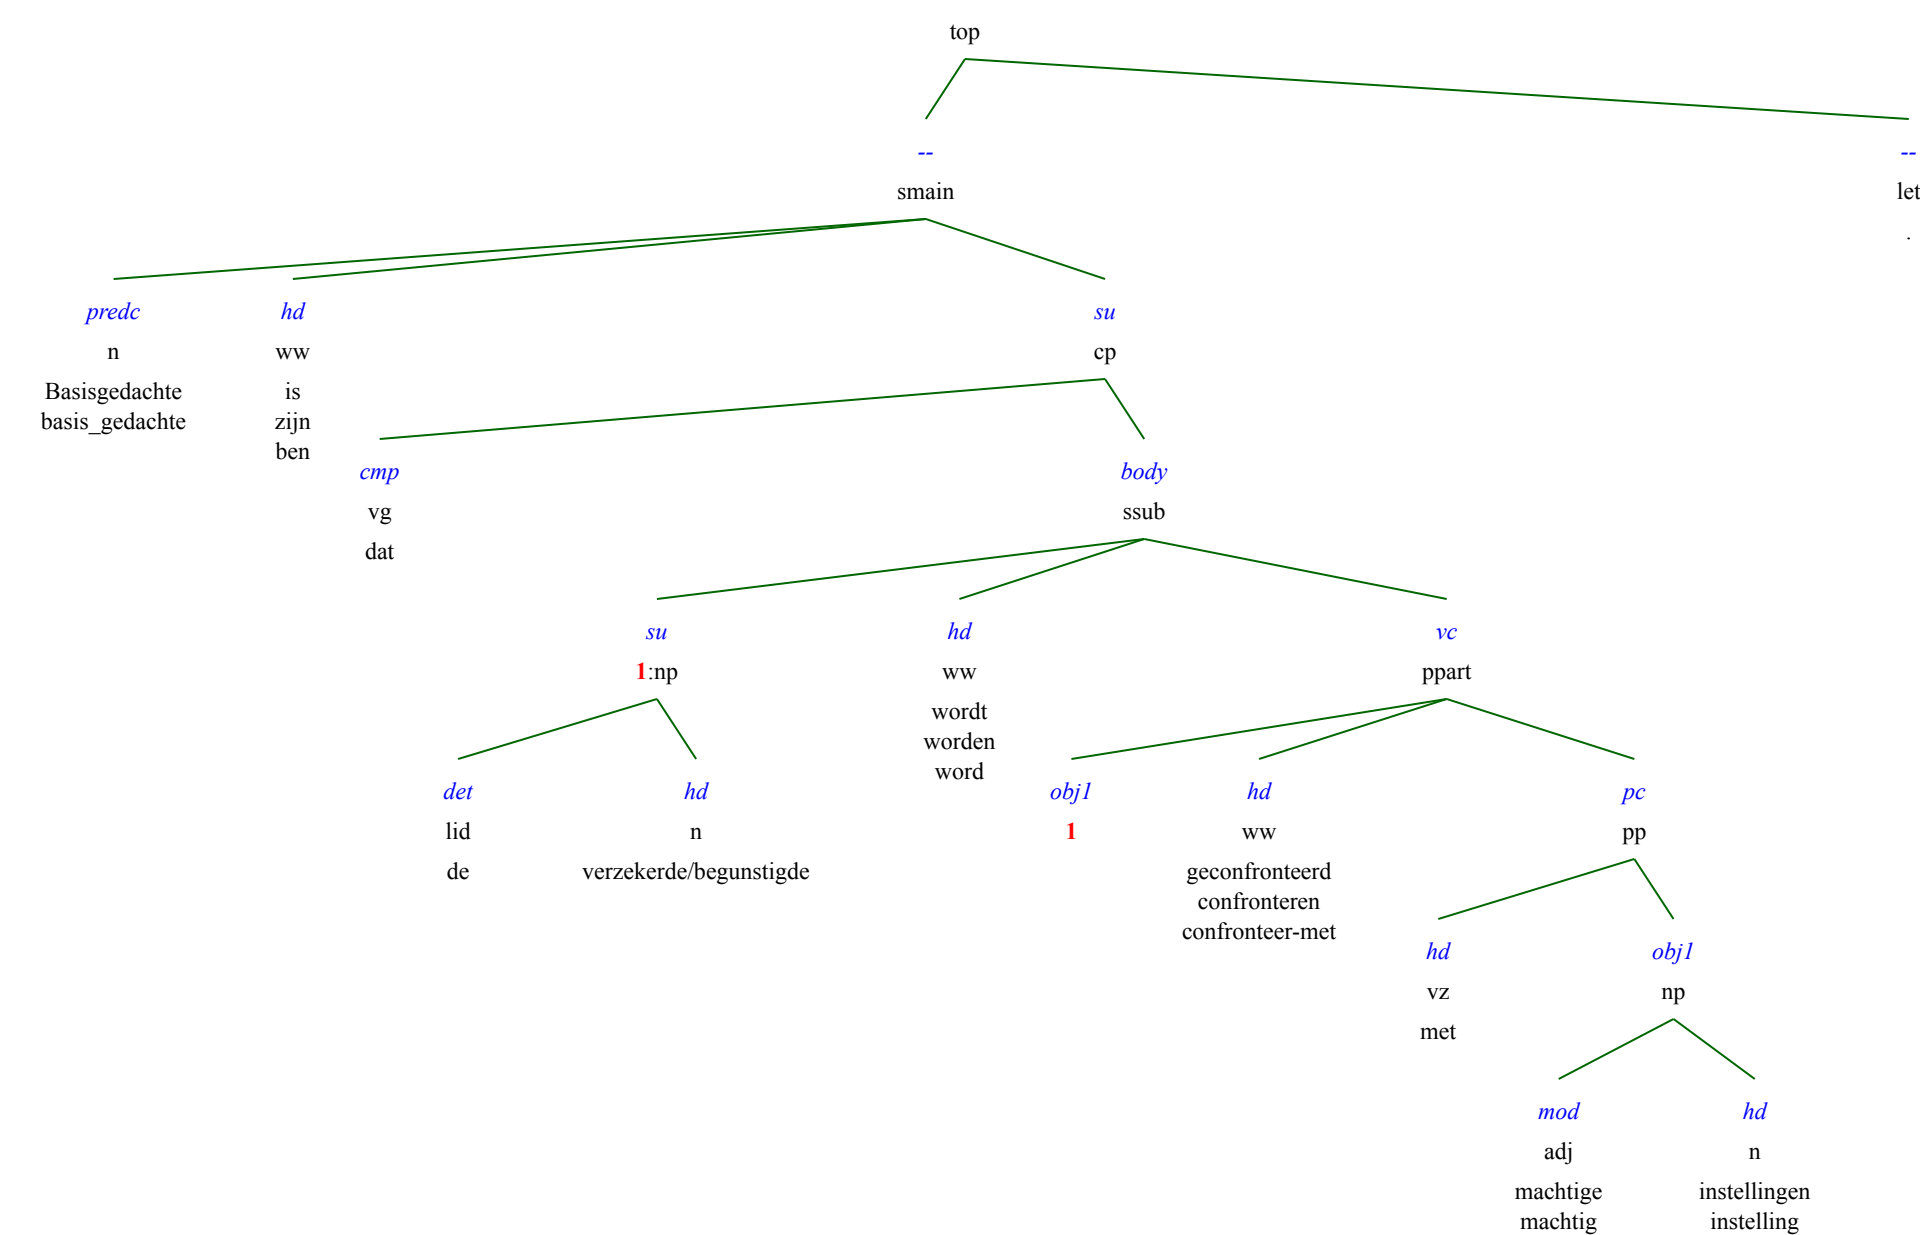 top
-- --
smain let
.
predc hd su
n ww cp
Basisgedachte is
basis_gedachte zijn
ben
cmp body
vg ssub
dat
su hd vc
1:np ww ppart
wordt
worden
word
det hd obj1 hd pc
lid n 1 ww pp
de verzekerde/begunstigde geconfronteerd
confronteren
confronteer-met
hd obj1
vz np
met
mod hd
adj n
machtige instellingen
machtig instelling